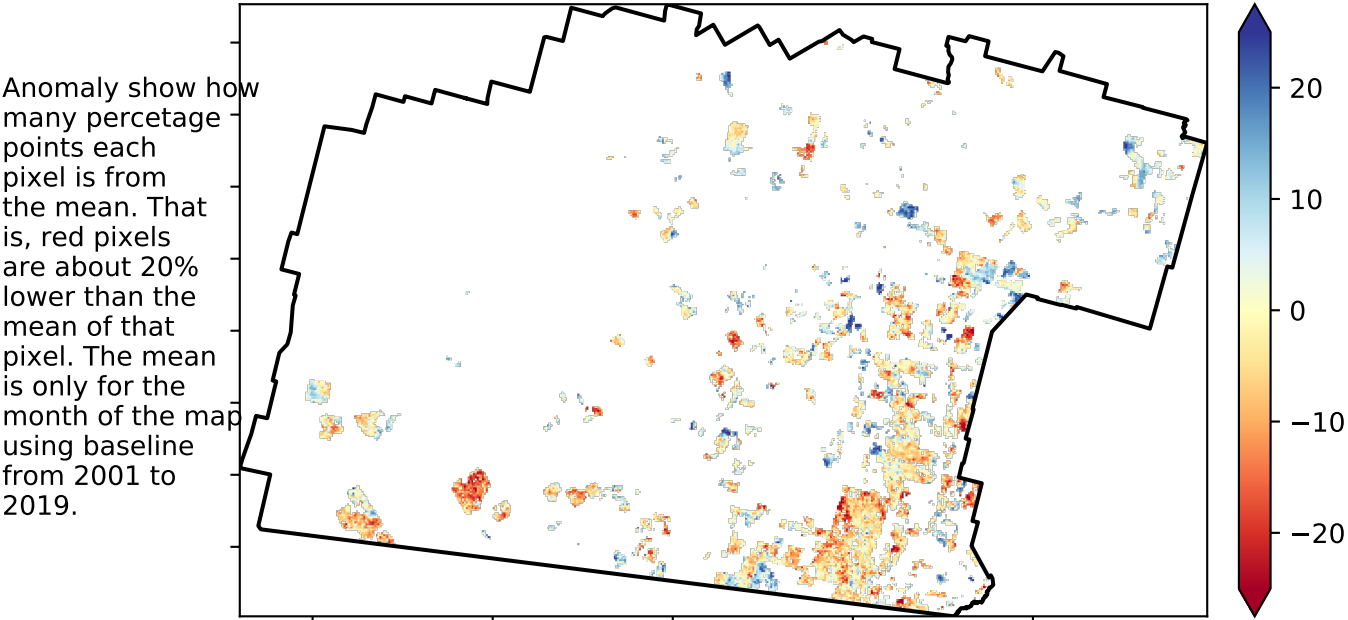 Anomaly show how
many percetage
points each
pixel is from
the mean. That
is, red pixels
are about 20%
lower than the
mean of that
pixel. The mean
is only for the
month of the map
using baseline
from 2001 to
2019.
20
10
0
−10
−20